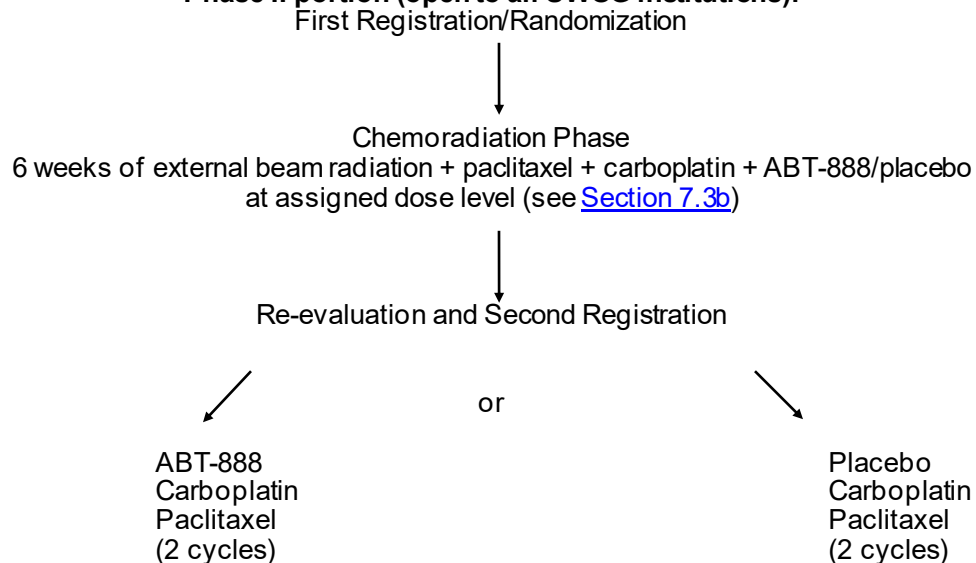 Phase II portion (open to all SWOG institutions):
First Registration/Randomization
Chemoradiation Phase
6 weeks of external beam radiation + paclitaxel + carboplatin + ABT-888/placebo
at assigned dose level (see Section 7.3b)
Re-evaluation and Second Registration
or
ABT-888
Carboplatin
Paclitaxel
(2 cycles)
Placebo
Carboplatin
Paclitaxel
(2 cycles)